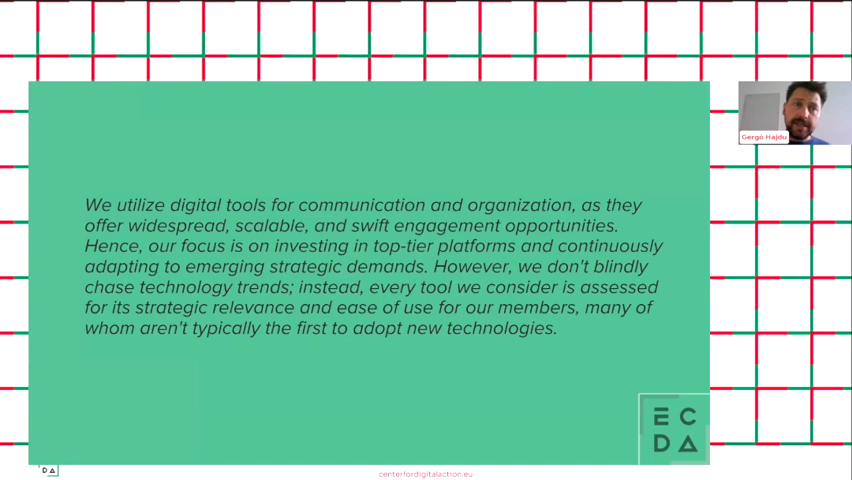 Gergő Hajdu
We utilize digital tools for communication and organization, as they
offer widespread, scalable, and swift engagement opportunities.
Hence, our focus is on investing in top-tier platforms and continuously
adapting to emerging strategic demands. However, we don't blindly
chase technology trends; instead, every tool we consider is assessed
for its strategic relevance and ease of use for our members, many of
whom aren't typically the first to adopt new technologies.
E C
D A
D A
centerfordigitalaction.eu